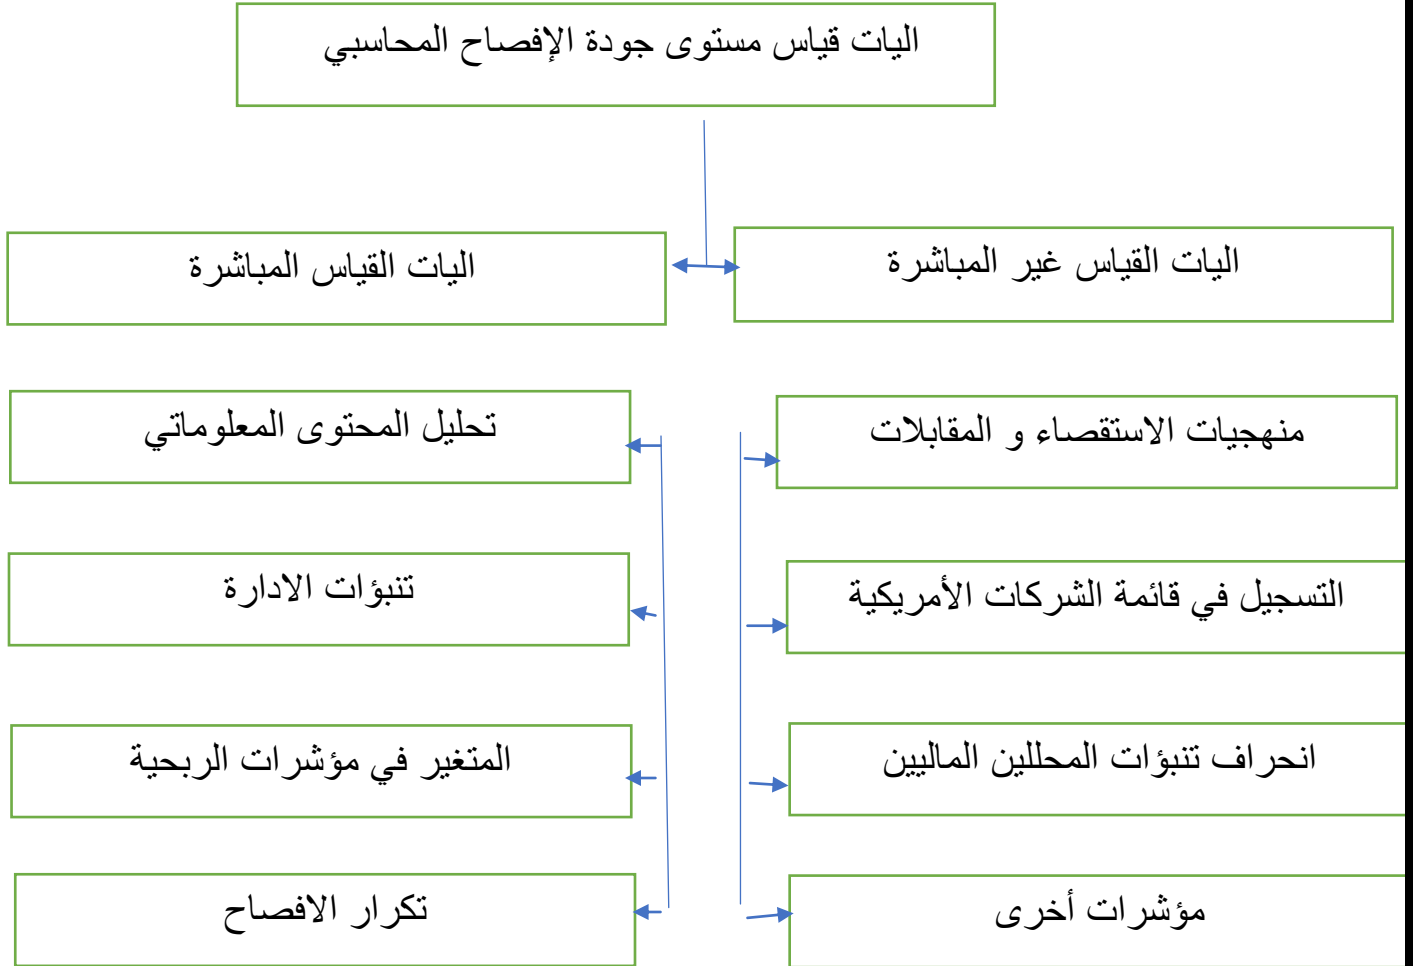 اليات قياس مستوى جودة الإفصاح المحاسبي
اليات القياس غير المباشرة
اليات القياس المباشرة
منهجيات الاستقصاء و المقابلات
تحليل المحتوى المعلوماتي
التسجيل في قائمة الشركات الأمريكية
تنبؤات الادارة
انحراف تنبؤات المحللين الماليين
المتغير في مؤشرات الربحية
مؤشرات أخرى
تكرار الافصاح